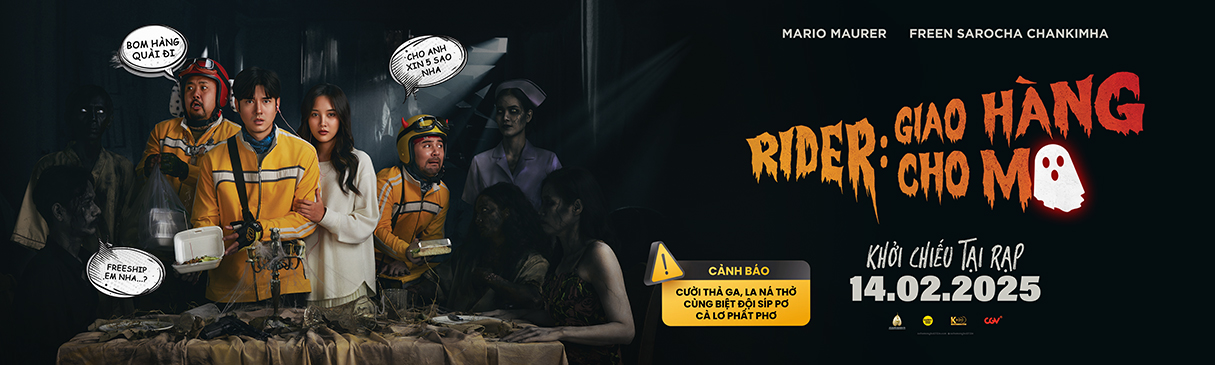 BOM HÀNG
QUÀI ĐI
CHO ANH
XIN 5 SAO
NHA
FREESHIP
EM NHA...?
MARIO MAURER FREEN SAROCHA CHANKIMHA
RIDER: GIAO HÀNG
CHO M
CẢNH BÁO
CƯỜI THẢ GA, LA NÁ THỞ
CÙNG BIỆT ĐỘI SÍP PƠ
CÀ LƠ PHẤT PHƠ
KHỞI CHIẾU TẠI RẠP
14.02.2025
CGV